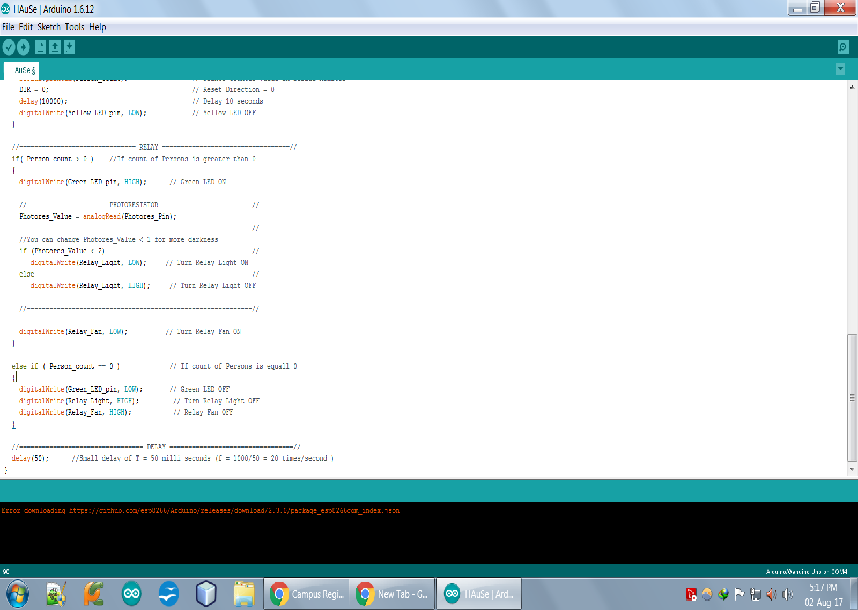 HAuSe | Arduino 1.6.12
File Edit Sketch Tools Help
HAuSe §
DIR = 0; // Reset Direction = 0
delay(10000); // Delay 10 seconds
digitalWrite(Yellow_LED_pin, LOW); // Yellow LED OFF
}
//=============================== RELAY ==================================//
if( Person_count > 0 ) //If count of Persons is greater than 0
{
digitalWrite(Green_LED_pin, HIGH); // Green LED ON
// PHOTORESISTOR //
Photores_Value = analogRead(Photores_Pin);
//
//You can change Photores_Value < 2 for more darkness
if (Photores_Value < 2) //
digitalWrite(Relay_Light, LOW); // Turn Relay Light ON
else //
digitalWrite(Relay_Light, HIGH); // Turn Relay Light OFF
//------------------------------------------------------------//
digitalWrite(Relay_Fan, LOW); // Turn Relay Fan ON
}
else if ( Person_count == 0 ) // If count of Persons is equall 0
{
digitalWrite(Green_LED_pin, LOW); // Green LED OFF
digitalWrite(Relay_Light, HIGH); // Turn Relay Light OFF
digitalWrite(Relay_Fan, HIGH); // Relay Fan OFF
}
//================================= DELAY =================================//
delay(50); //Small delay of T = 50 milli seconds (f = 1000/50 = 20 times/second )
}
Error downloading https://github.com/esp8266/Arduino/releases/download/2.3.0/package_esp8266com_index.json
90 Arduino/Genuino Uno on COM4
Campus Regi... New Tab - G... HAuSe | Ard... 5:17 PM
02 Aug 17